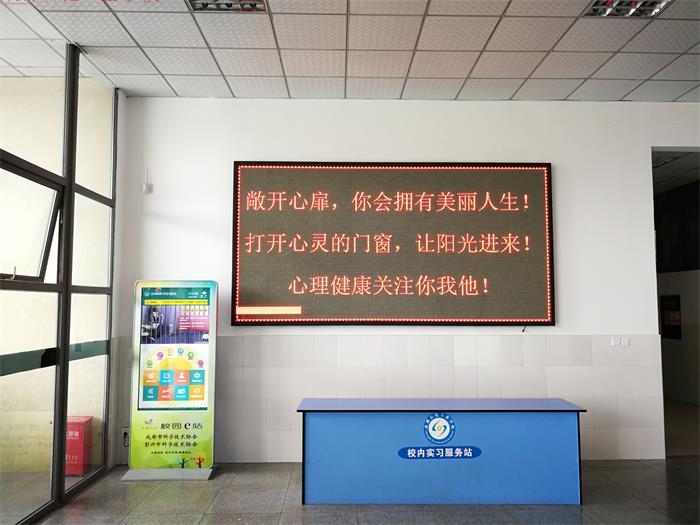 敞开心扉，你会拥有美丽人生！
打开心灵的门窗，让阳光进来！
心理健康关注你我他！
校园e站
成都市科学技术协会
彭州市科学技术协会
校内实习服务站